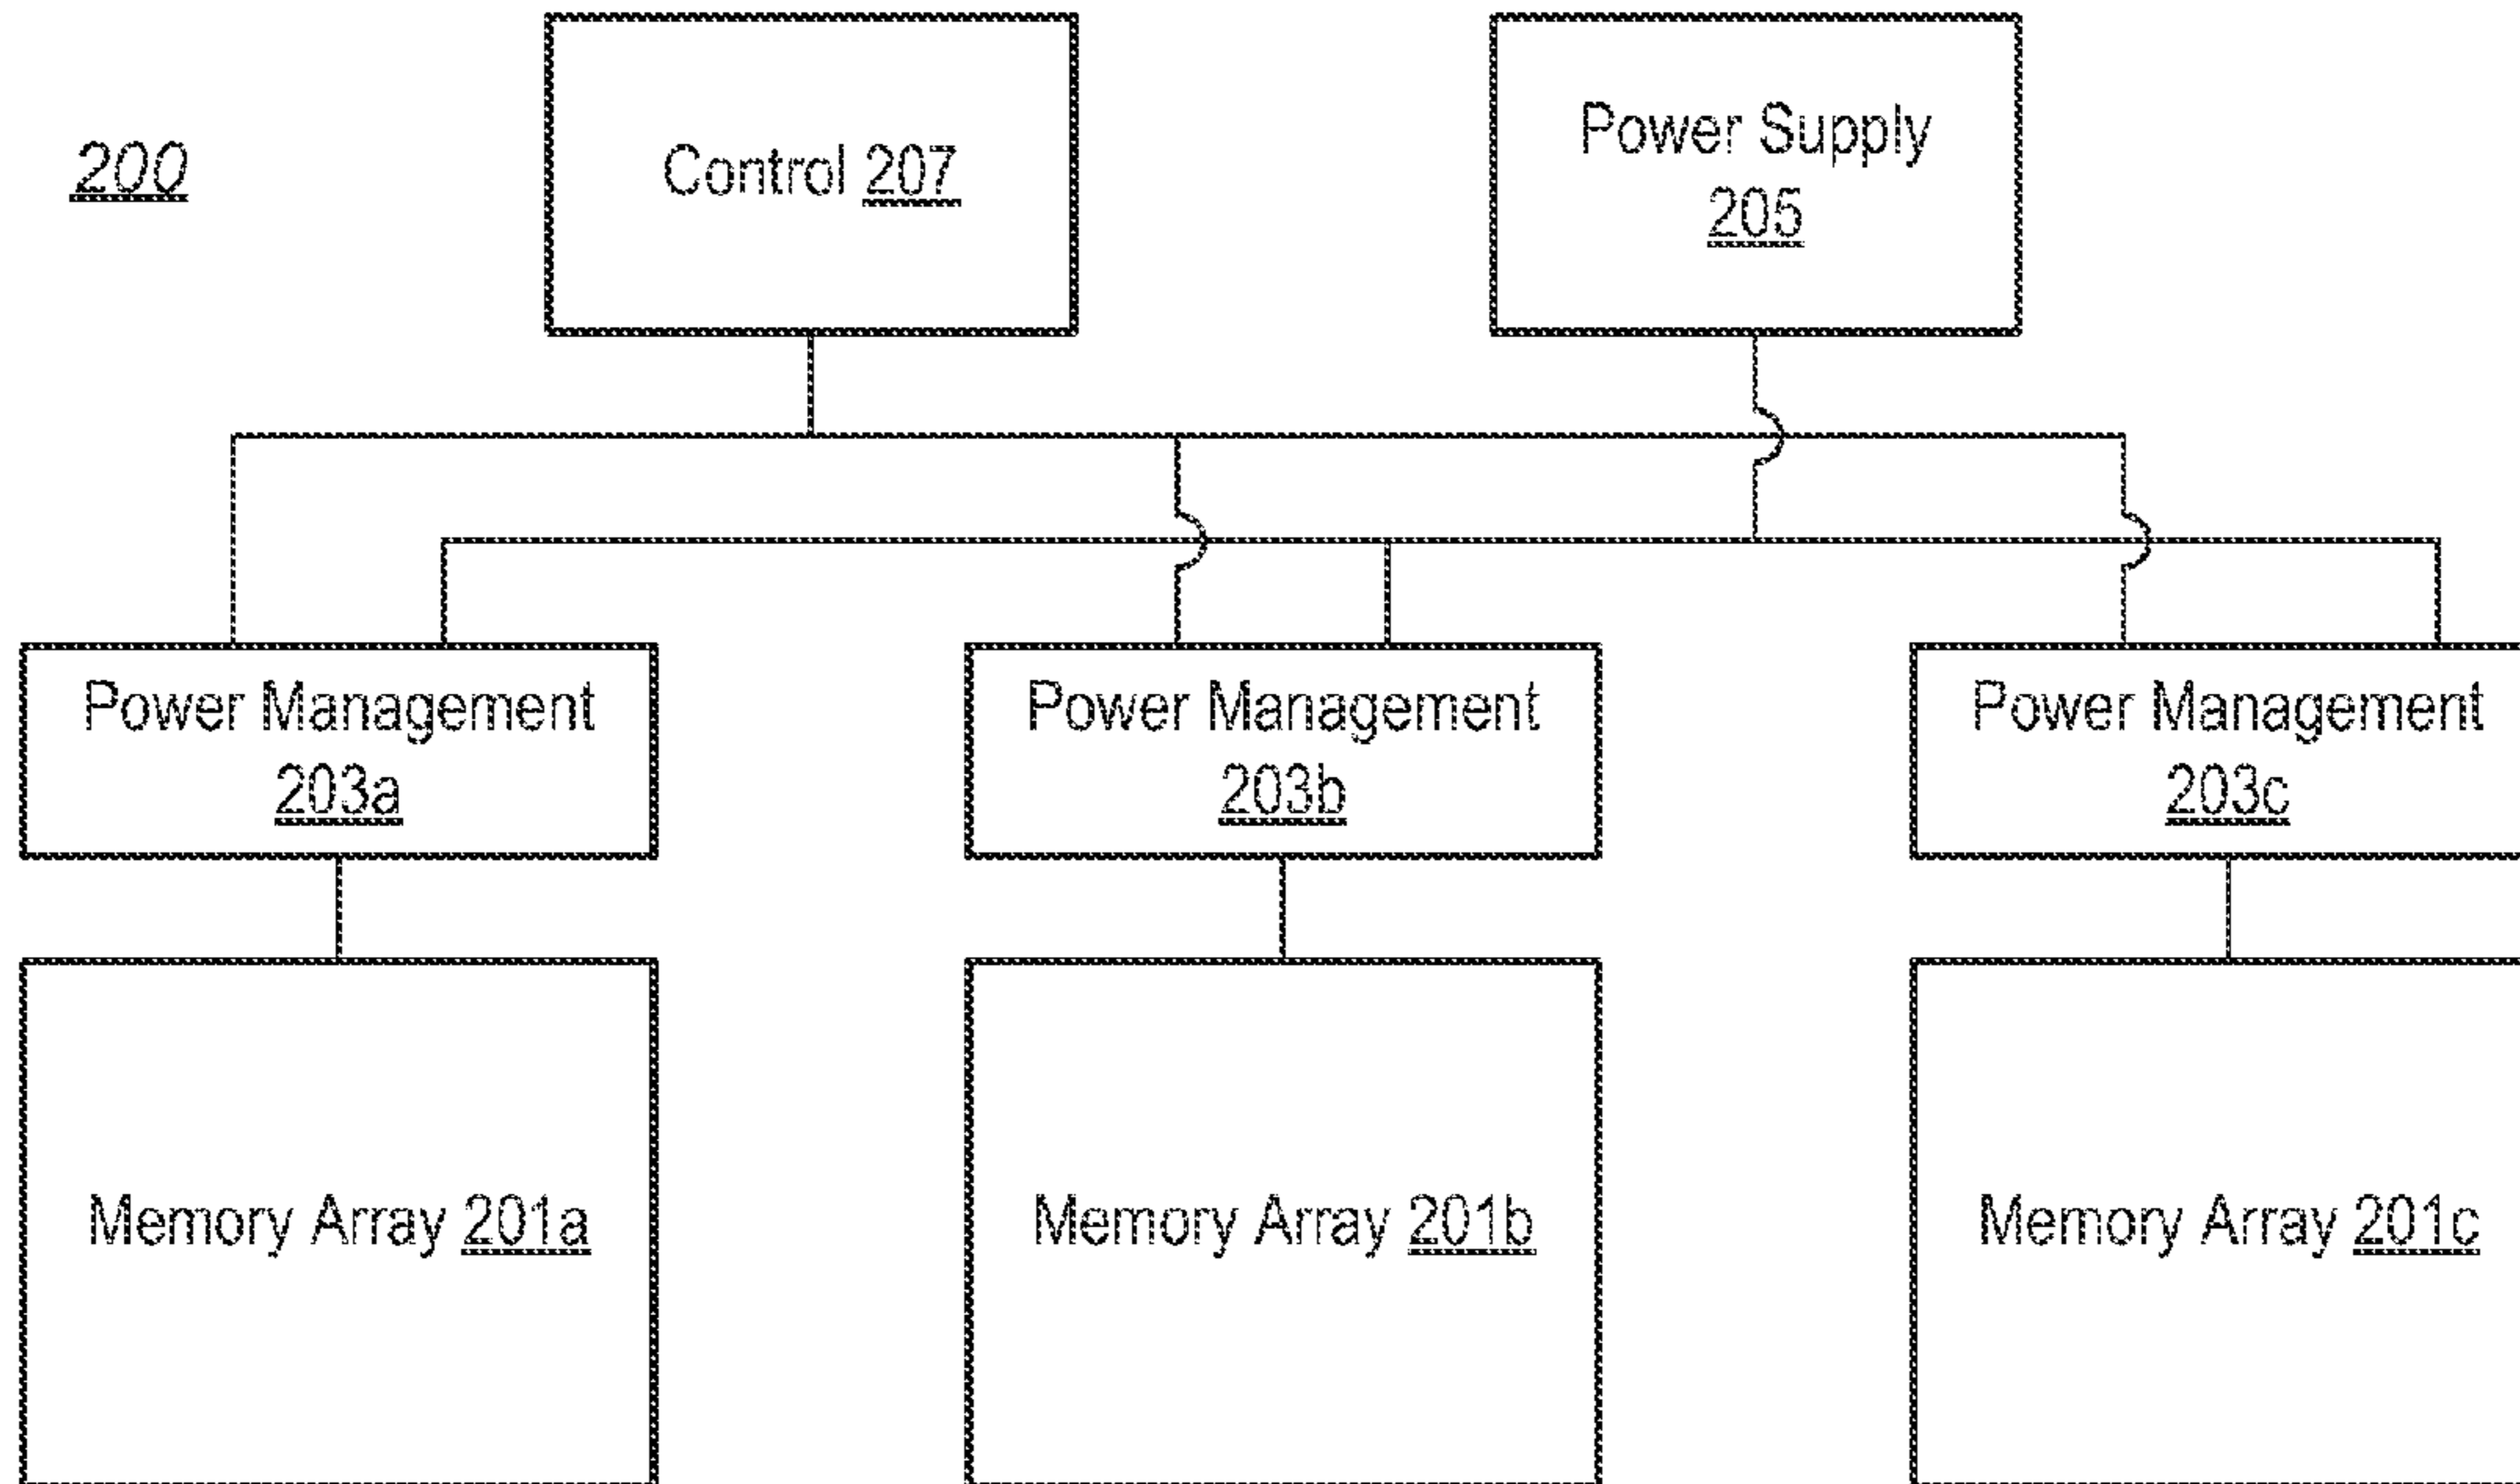 200
Control 207
Power Supply
205
Power Management
203a
Power Management
203b
Power Management
203c
Memory Array 201a
Memory Array 201b
Memory Array 201c